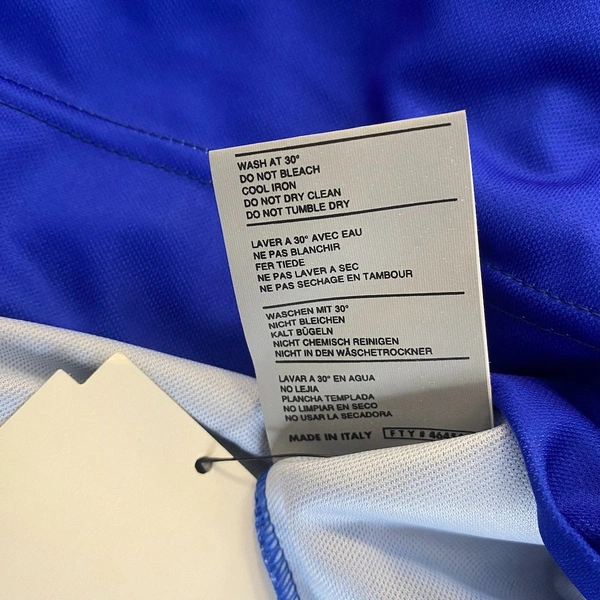 WASH AT 30°
DO NOT BLEACH
COOL IRON
DO NOT DRY CLEAN
DO NOT TUMBLE DRY
LAVER A 30° AVEC EAU
NE PAS BLANCHIR
FER TIEDE
NE PAS LAVER A SEC
NE PAS SECHAGE EN TAMBOUR
WASCHEN MIT 30°
NICHT BLEICHEN
KALT BÜGELN
NICHT CHEMISCH REINIGEN
NICHT IN DEN WÄSCHETROCKNER
LAVAR A 30° EN AGUA
NO LEJIA
PLANCHA TEMPLADA
NO LIMPIAR EN SECO
NO USAR LA SECADORA
MADE IN ITALY FTY#